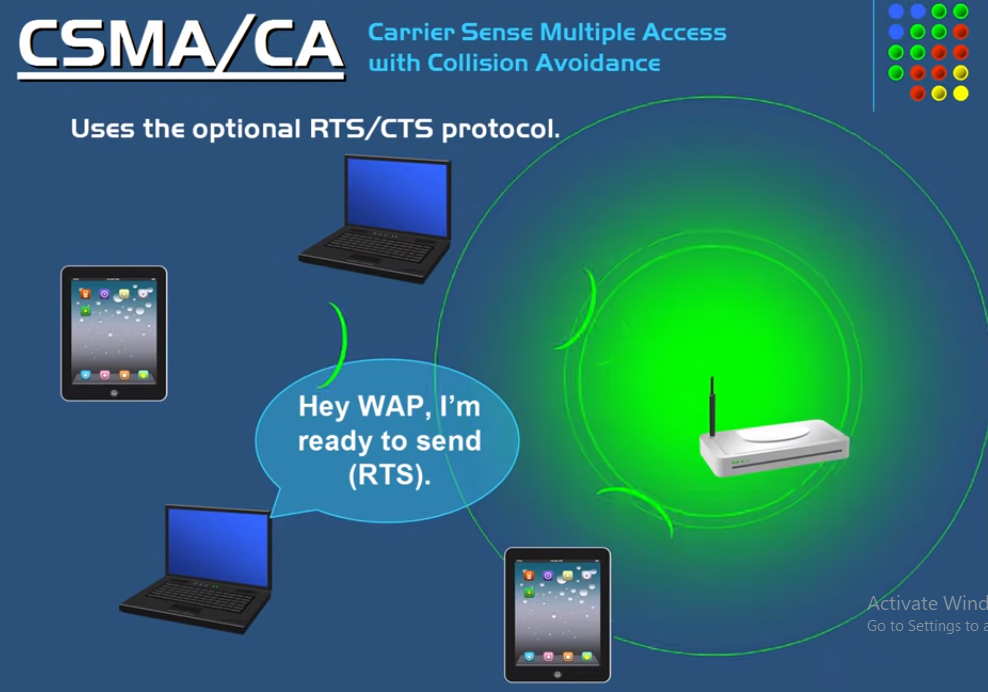 CSMA/CA
Carrier Sense Multiple Access
with Collision Avoidance
Uses the optional RTS/CTS protocol.
Hey WAP, I'm
ready to send
(RTS).
Activate Wind
Go to Settings to a